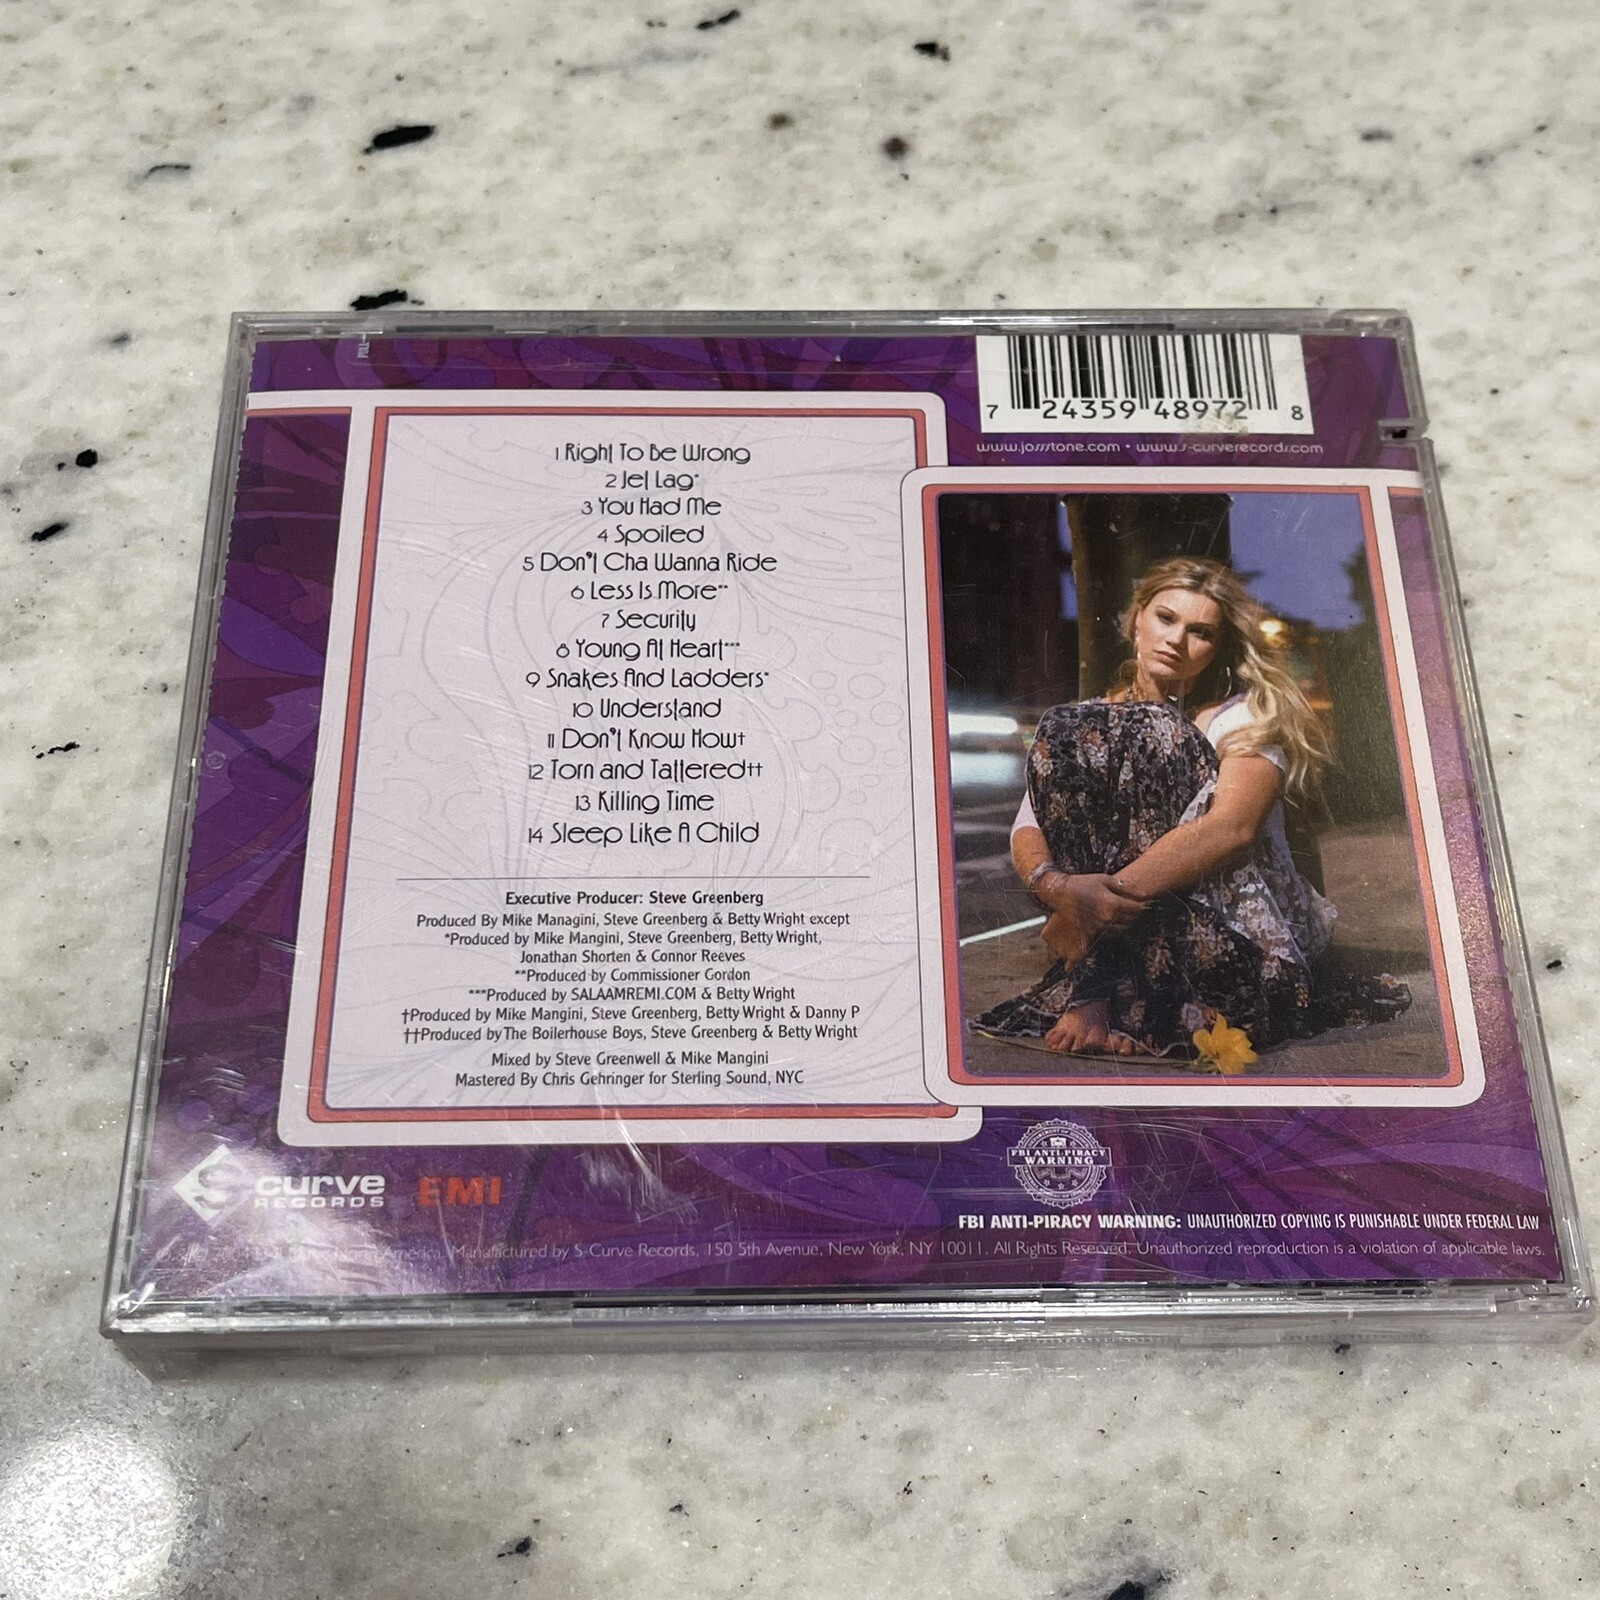 7 24359 48972 8
www.jossstone.com • www.s-curverecords.com
1 Right To Be Wrong
2 Jet Lag*
3 You Had Me
4 Spoiled
5 Don't Cha Wanna Ride
6 Less Is More**
7 Security
8 Young At Heart***
9 Snakes And Ladders*
10 Understand
11 Don't Know How†
12 Torn and Tattered††
13 Killing Time
14 Sleep Like A Child
Executive Producer: Steve Greenberg
Produced By Mike Managini, Steve Greenberg & Betty Wright except
*Produced by Mike Mangini, Steve Greenberg, Betty Wright,
Jonathan Shorten & Connor Reeves
**Produced by Commissioner Gordon
***Produced by SALAAMREMI.COM & Betty Wright
†Produced by Mike Mangini, Steve Greenberg, Betty Wright & Danny P
††Produced by The Boilerhouse Boys, Steve Greenberg & Betty Wright
Mixed by Steve Greenwell & Mike Mangini
Mastered By Chris Gehringer for Sterling Sound, NYC
S curve
RECORDS
EMI
FBI ANTI-PIRACY
WARNING
FBI ANTI-PIRACY WARNING: UNAUTHORIZED COPYING IS PUNISHABLE UNDER FEDERAL LAW
2004 Music North America. Manufactured by S-Curve Records, 150 5th Avenue, New York, NY 10011. All Rights Reserved. Unauthorized reproduction is a violation of applicable laws.